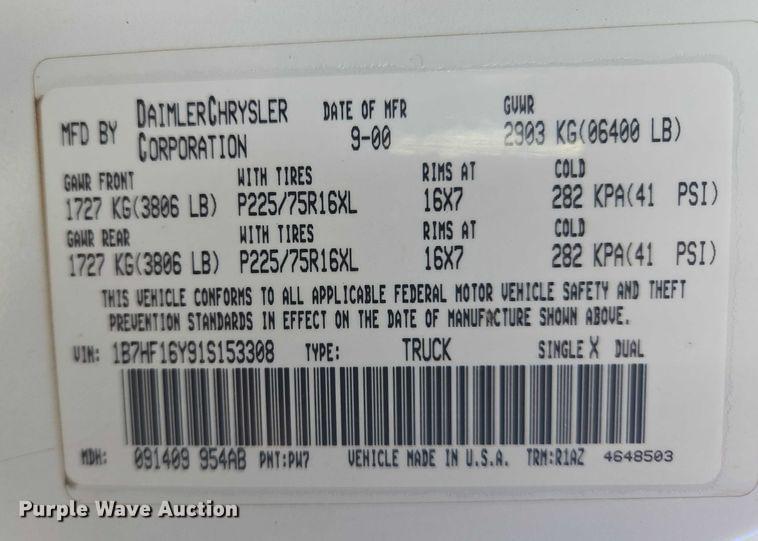 MFD BY DAIMLERCHRYSLER CORPORATION DATE OF MFR 9-00 GVWR 2903 KG(06400 LB)
GAWR FRONT WITH TIRES RIMS AT COLD
1727 KG(3806 LB) P225/75R16XL 16X7 282 KPA(41 PSI)
GAWR REAR WITH TIRES RIMS AT COLD
1727 KG(3806 LB) P225/75R16XL 16X7 282 KPA(41 PSI)
THIS VEHICLE CONFORMS TO ALL APPLICABLE FEDERAL MOTOR VEHICLE SAFETY AND THEFT
PREVENTION STANDARDS IN EFFECT ON THE DATE OF MANUFACTURE SHOWN ABOVE.
VIN: 1B7HF16Y91S153308 TYPE: TRUCK SINGLE X DUAL
MDH: 091409 954AB PNT:PW7 VEHICLE MADE IN U.S.A. TRM:R1AZ 4648503
Purple Wave Auction